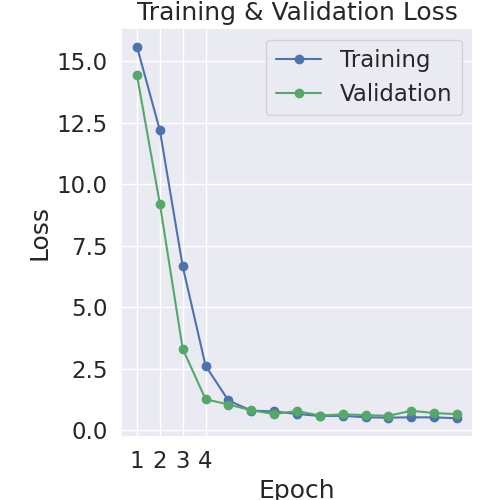 Training & Validation Loss
Training
Validation
Loss
15.0
12.5
10.0
7.5
5.0
2.5
0.0
1 2 3 4
Epoch